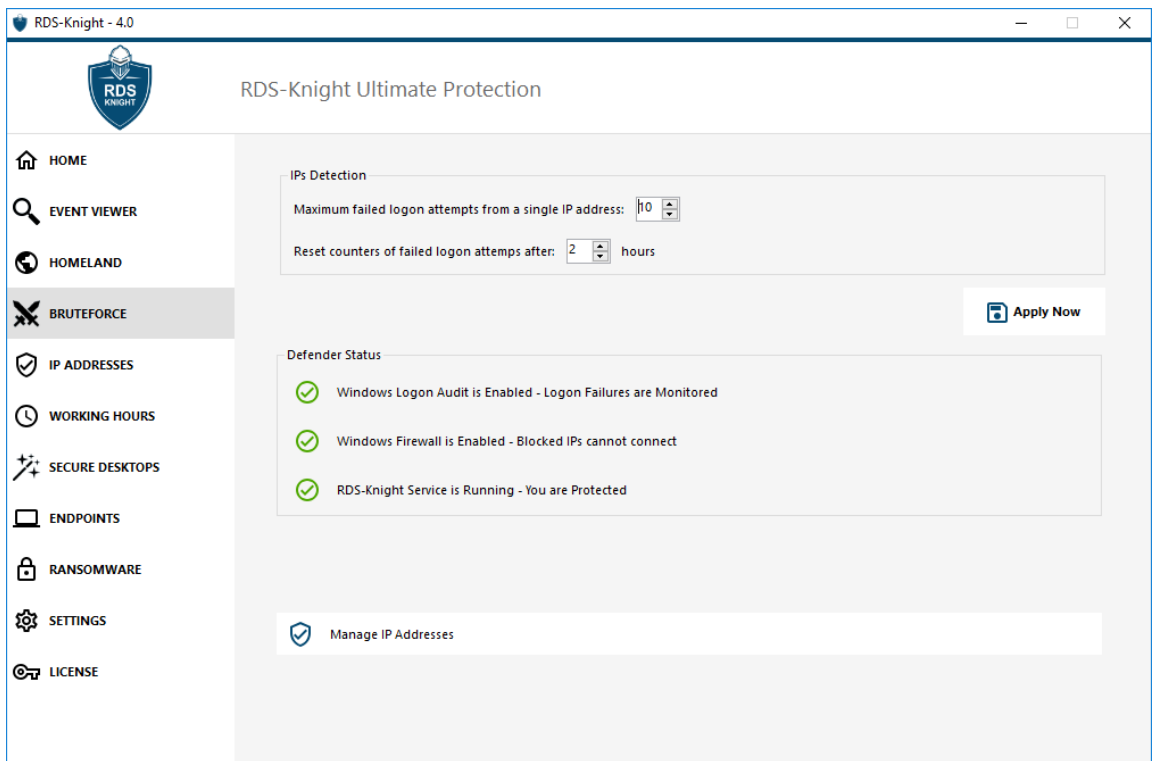 RDS-Knight - 4.0
RDS
KNIGHT
RDS-Knight Ultimate Protection
HOME
EVENT VIEWER
HOMELAND
BRUTEFORCE
IP ADDRESSES
WORKING HOURS
SECURE DESKTOPS
ENDPOINTS
RANSOMWARE
SETTINGS
LICENSE
IPs Detection
Maximum failed logon attempts from a single IP address: 10
Reset counters of failed logon attemps after: 2 hours
Apply Now
Defender Status
Windows Logon Audit is Enabled - Logon Failures are Monitored
Windows Firewall is Enabled - Blocked IPs cannot connect
RDS-Knight Service is Running - You are Protected
Manage IP Addresses